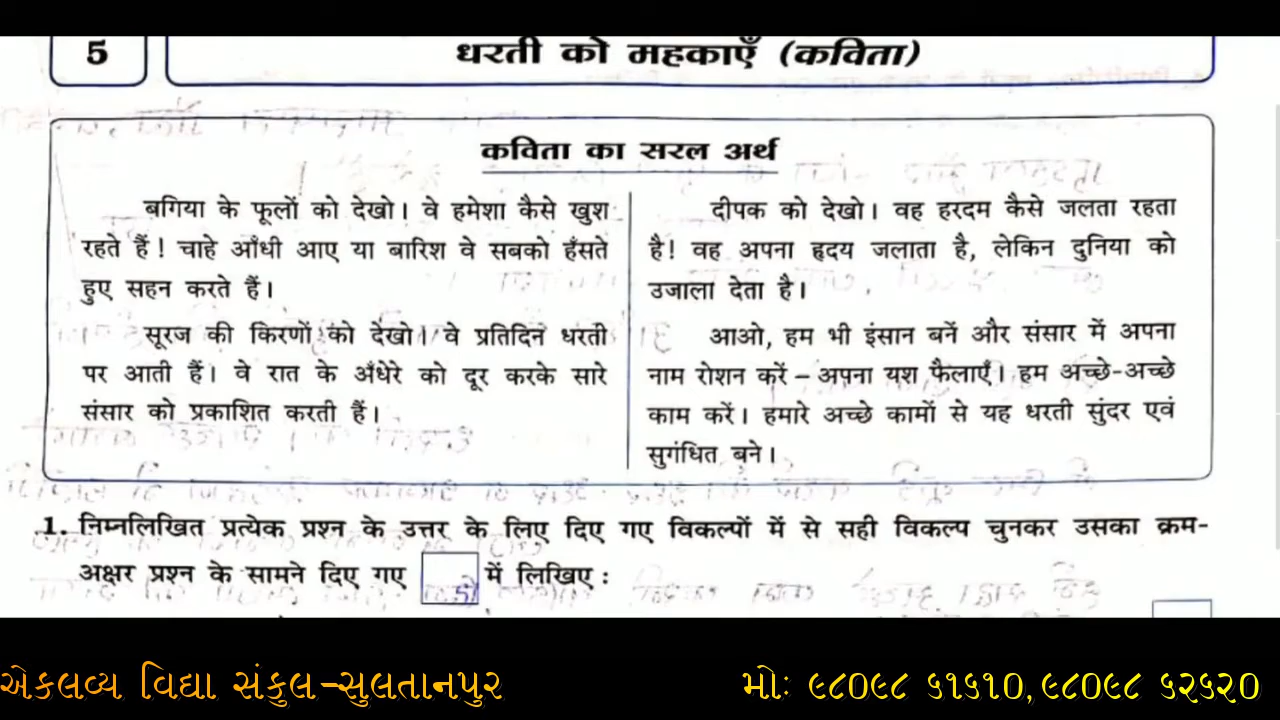 5
धरती को महकाएँ (कविता)
कविता का सरल अर्थ
बगिया के फूलों को देखो। वे हमेशा कैसे खुश
रहते हैं! चाहे आँधी आए या बारिश वे सबको हँसते
हुए सहन करते हैं।
सूरज की किरणों को देखो। वे प्रतिदिन धरती
पर आती हैं। वे रात के अँधेरे को दूर करके सारे
संसार को प्रकाशित करती हैं।
दीपक को देखो। वह हरदम कैसे जलता रहता
है! वह अपना हृदय जलाता है, लेकिन दुनिया को
उजाला देता है।
आओ, हम भी इंसान बनें और संसार में अपना
नाम रोशन करें – अपना यश फैलाएँ। हम अच्छे-अच्छे
काम करें। हमारे अच्छे कामों से यह धरती सुंदर एवं
सुगंधित बने।
1. निम्नलिखित प्रत्येक प्रश्न के उत्तर के लिए दिए गए विकल्पों में से सही विकल्प चुनकर उसका क्रम-
अक्षर प्रश्न के सामने दिए गए में लिखिए :
એકલવ્ય વિદ્યા સંકુલ-સુલતાનપુર
મોઃ ૯૮૦૯૮ ૬૧૬૧૦,૯૮૦૯૮ ૬૨૬૨૦